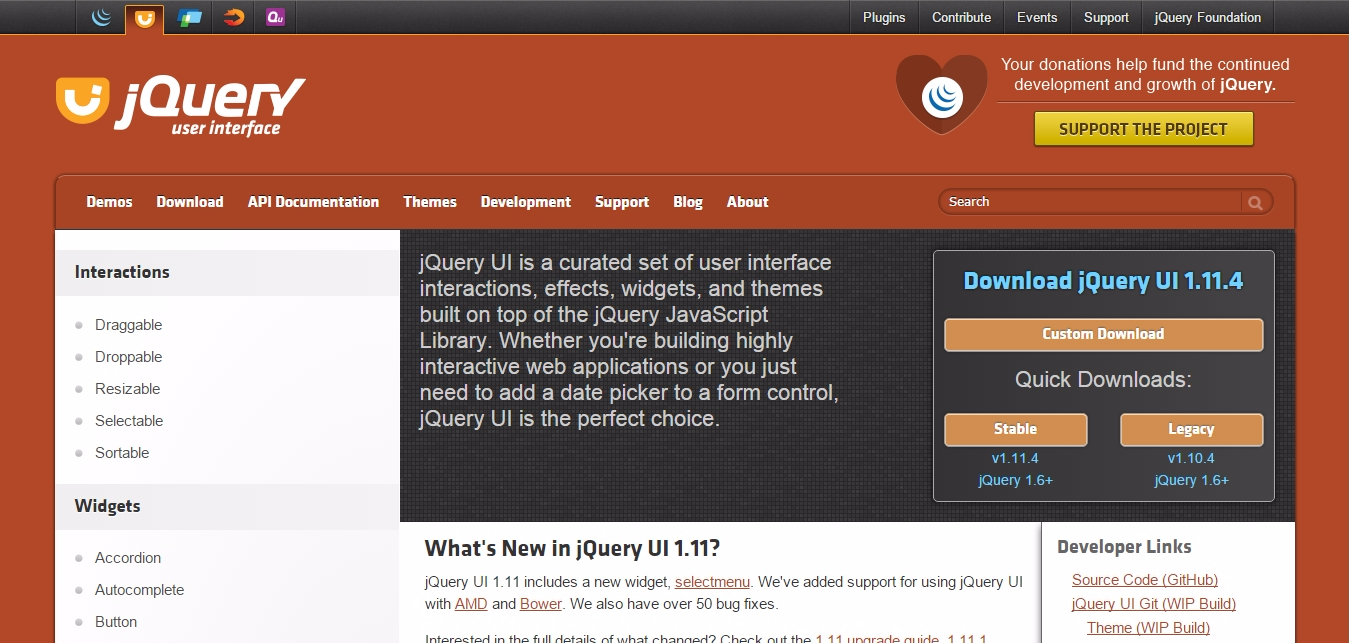 Qu
Plugins Contribute Events Support jQuery Foundation
jQuery
user interface
Your donations help fund the continued
development and growth of jQuery.
SUPPORT THE PROJECT
Demos Download API Documentation Themes Development Support Blog About
Search
Interactions
Draggable
Droppable
Resizable
Selectable
Sortable
Widgets
Accordion
Autocomplete
Button
jQuery UI is a curated set of user interface
interactions, effects, widgets, and themes
built on top of the jQuery JavaScript
Library. Whether you're building highly
interactive web applications or you just
need to add a date picker to a form control,
jQuery UI is the perfect choice.
Download jQuery UI 1.11.4
Custom Download
Quick Downloads:
Stable Legacy
v1.11.4 v1.10.4
jQuery 1.6+ jQuery 1.6+
What's New in jQuery UI 1.11?
jQuery UI 1.11 includes a new widget, selectmenu. We've added support for using jQuery UI
with AMD and Bower. We also have over 50 bug fixes.
Interested in the full details of what changed? Check out the 1.11 upgrade guide, 1.11.1
Developer Links
Source Code (GitHub)
jQuery UI Git (WIP Build)
Theme (WIP Build)